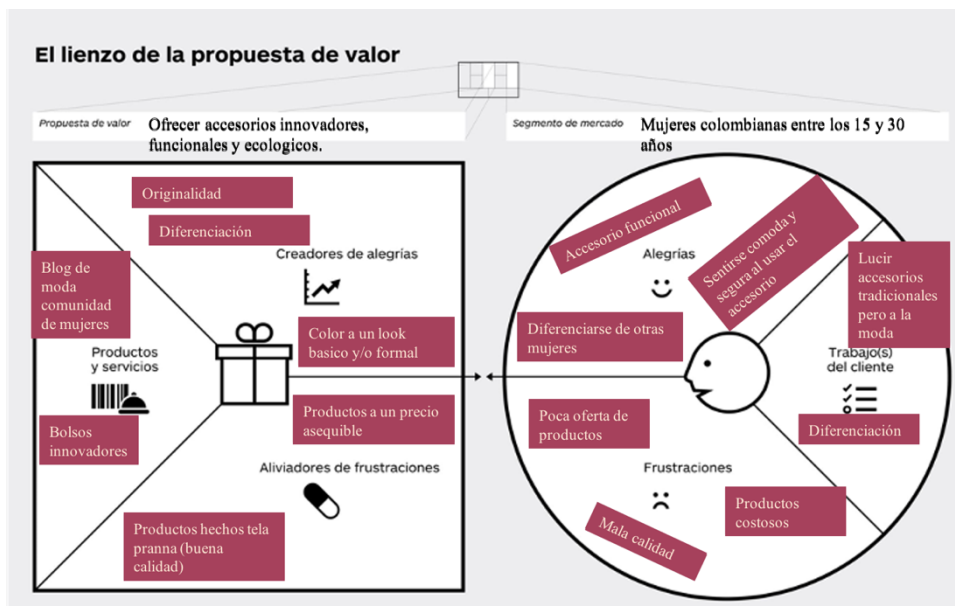 El lienzo de la propuesta de valor
Propuesta de valor
Ofrecer accesorios innovadores,
funcionales y ecologicos.
Segmento de mercado
Mujeres colombianas entre los 15 y 30
años
Originalidad
Diferenciación
Creadores de alegrías
Blog de
moda
comunidad
de mujeres
Color a un look
basico y/o formal
Productos
y servicios
Bolsos
innovadores
Productos a un precio
asequible
Aliviadores de frustraciones
Productos hechos tela
pranna (buena
calidad)
Accesorio funcional
Alegrías
Sentirse comoda y
segura al usar el
accesorio
Diferenciarse de otras
mujeres
Lucir
accesorios
tradicionales
pero a la
moda
Trabajo(s)
del cliente
Diferenciación
Poca oferta de
productos
Frustraciones
Productos
costosos
Mala calidad